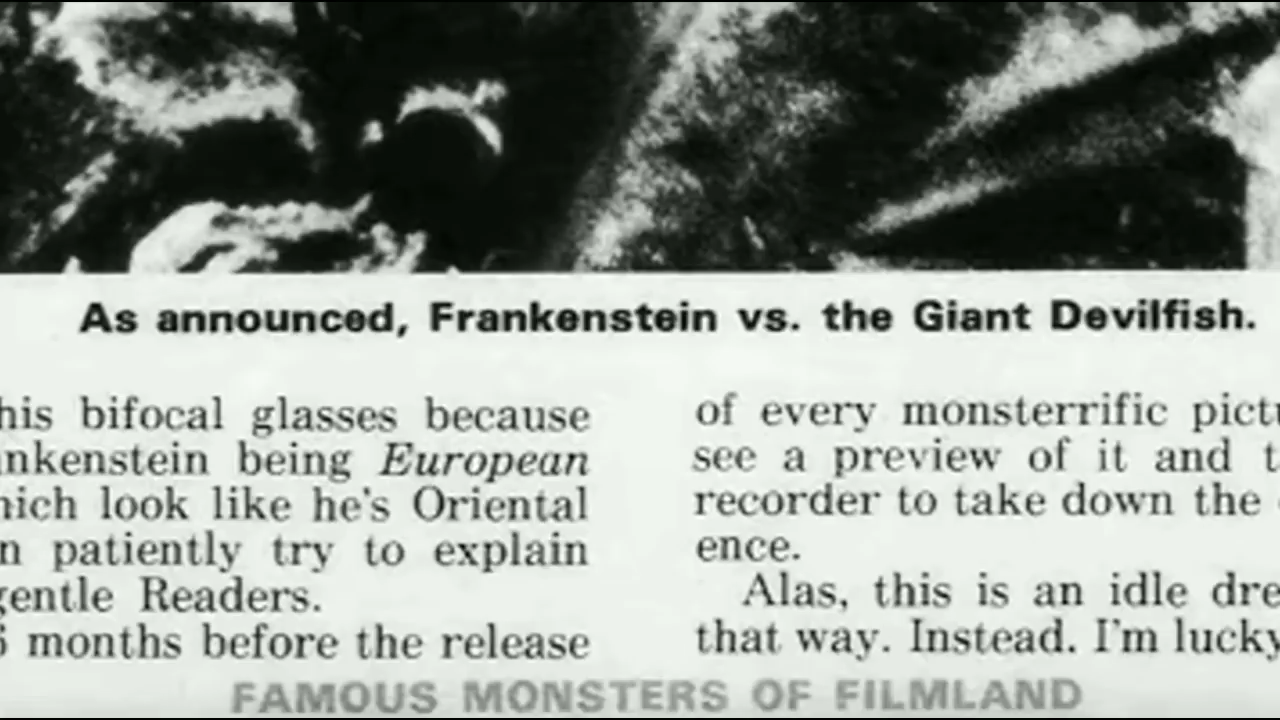 As announced, Frankenstein vs. the Giant Devilfish.
his bifocal glasses because
nkenstein being European
hich look like he's Oriental
n patiently try to explain
gentle Readers.
6 months before the release
of every monsterrific pictu
see a preview of it and t
recorder to take down the
ence.
Alas, this is an idle dre
that way. Instead. I'm lucky
FAMOUS MONSTERS OF FILMLAND